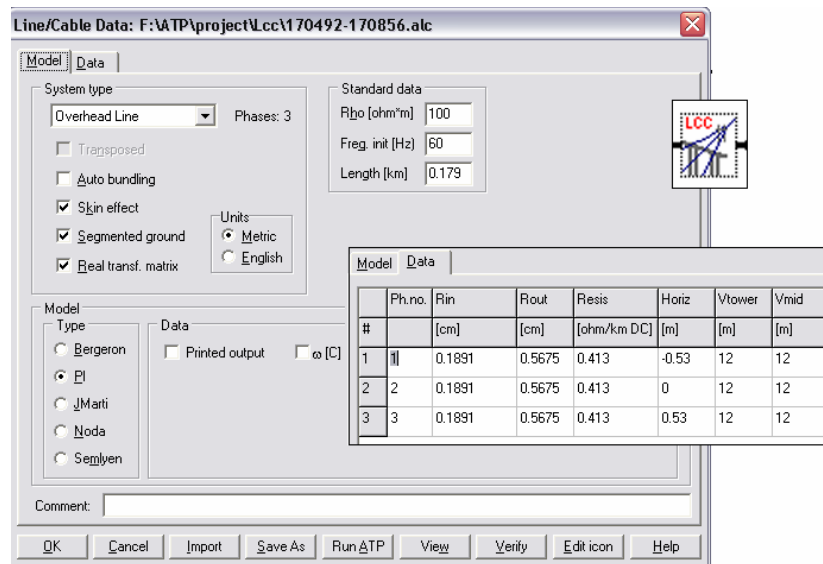 Line/Cable Data: F:\ATP\project\Lcc\170492-170856.alc
Model Data
System type
Overhead Line Phases: 3
Transposed
Auto bundling
Skin effect
Segmented ground
Real transf. matrix
Units
Metric
English
Standard data
Rho [ohm*m] 100
Freq. init [Hz] 60
Length [km] 0.179
LCC
Model
Type
Bergeron
PI
JMarti
Noda
Semlyen
Data
Printed output ω [C]
Model Data
Ph.no. Rin Rout Resis Horiz Vtower Vmid
# [cm] [cm] [ohm/km DC] [m] [m] [m]
1 1 0.1891 0.5675 0.413 -0.53 12 12
2 2 0.1891 0.5675 0.413 0 12 12
3 3 0.1891 0.5675 0.413 0.53 12 12
Comment:
OK Cancel Import Save As Run ATP View Verify Edit icon Help